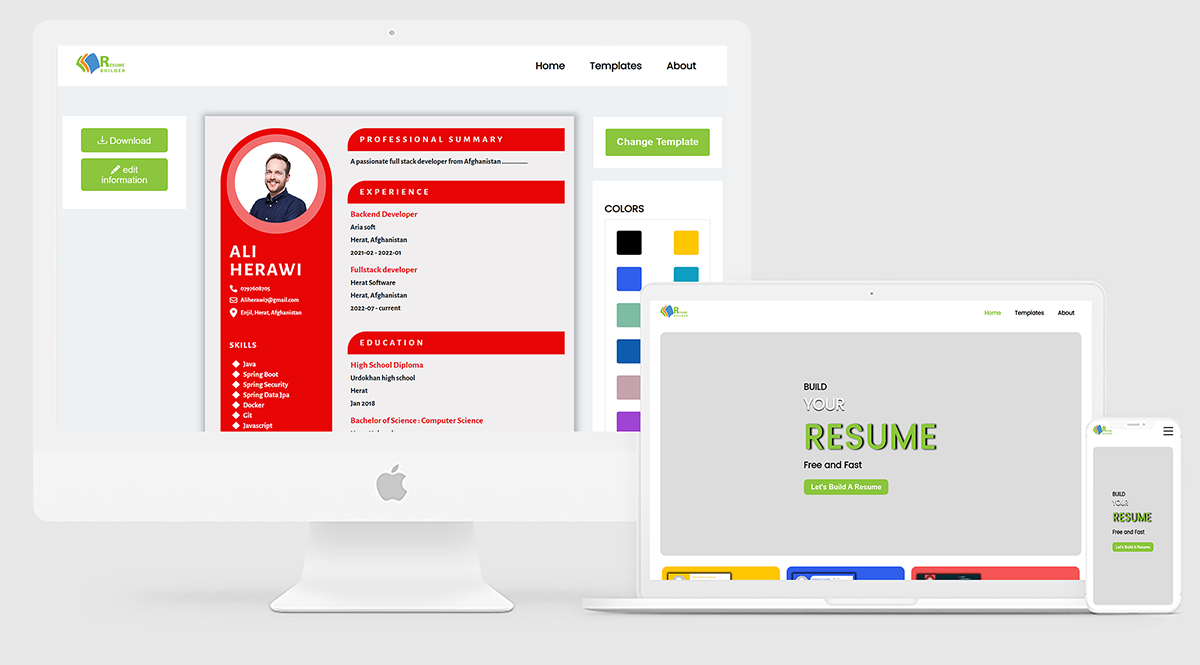 RESUME
BUILDER
Home Templates About
Download
edit
information
ALI
HERAWI
0797608705
Aliherawi7@gmail.com
Enjil, Herat, Afghanistan
SKILLS
Java
Spring Boot
Spring Security
Spring Data Jpa
Docker
Git
Javascript
PROFESSIONAL SUMMARY
A passionate full stack developer from Afghanistan ................
EXPERIENCE
Backend Developer
Aria soft
Herat, Afghanistan
2021-02 - 2022-01
Fullstack developer
Herat Software
Herat, Afghanistan
2022-07 - current
EDUCATION
High School Diploma
Urdokhan high school
Herat
Jan 2018
Bachelor of Science : Computer Science
Change Template
COLORS
RESUME
BUILDER
Home Templates About
BUILD
YOUR
RESUME
Free and Fast
Let's Build A Resume
BUILD
YOUR
RESUME
Free and Fast
Let's Build A Resume